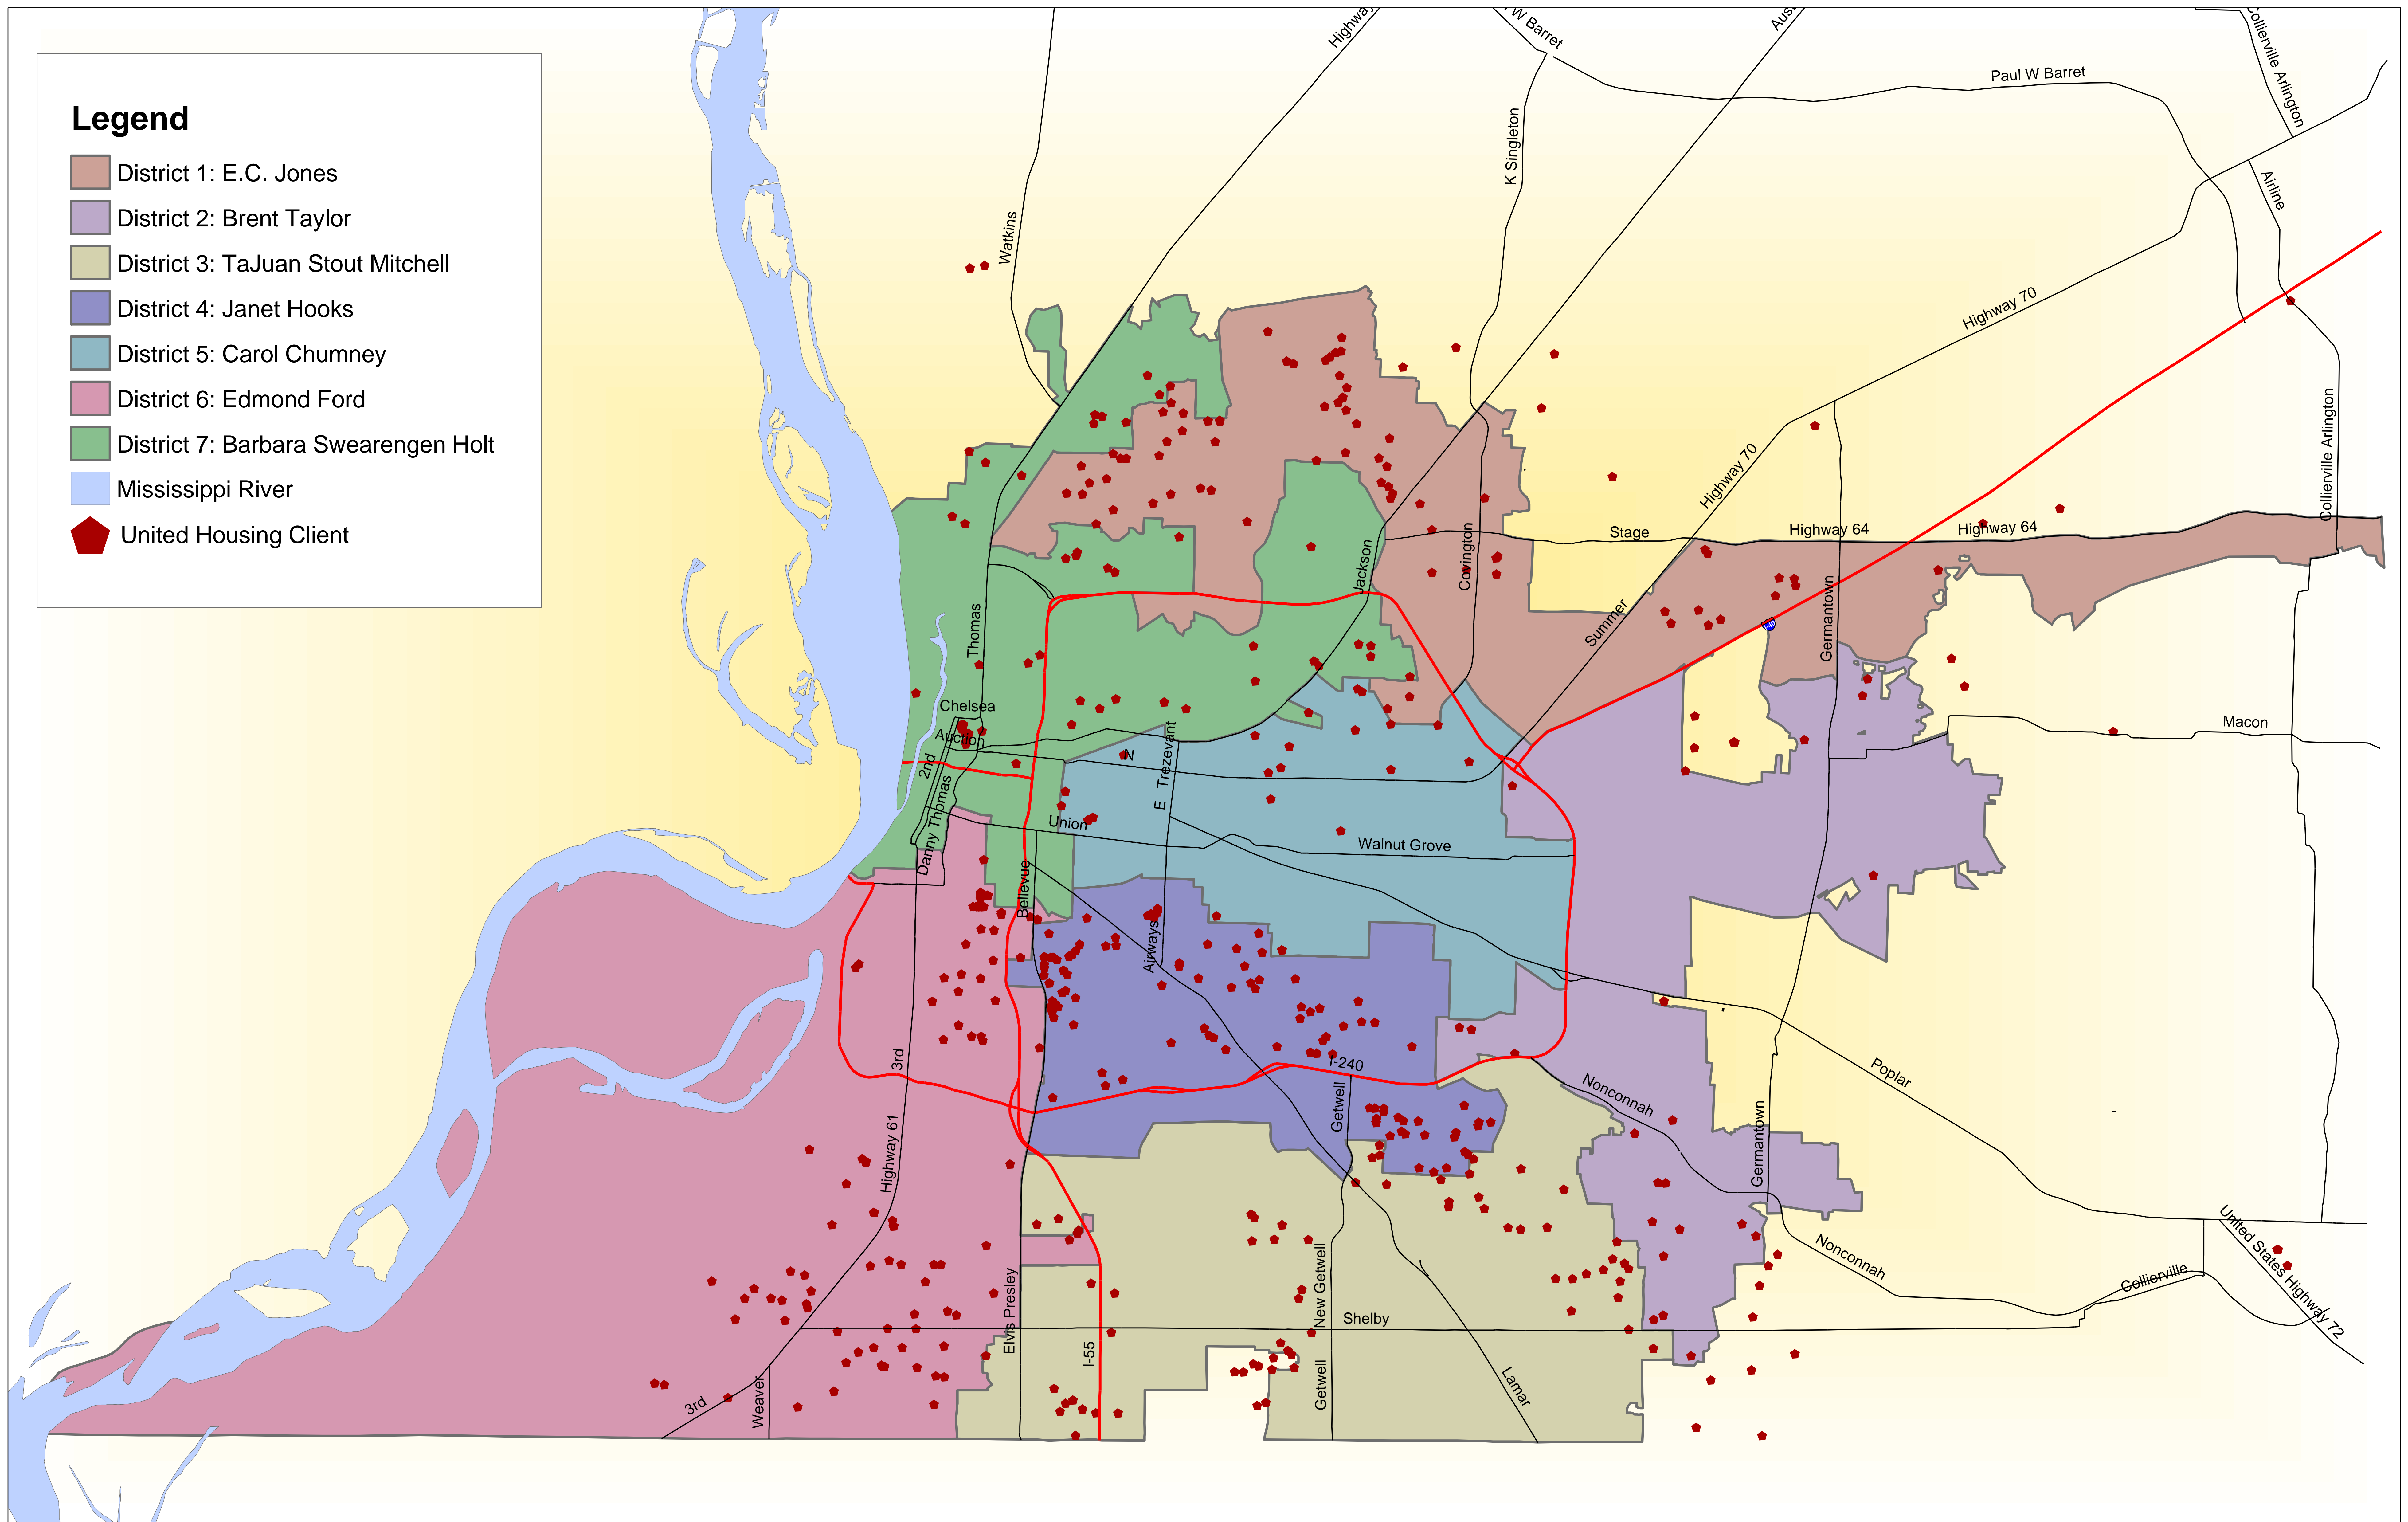 Legend
District 1: E.C. Jones
District 2: Brent Taylor
District 3: TaJuan Stout Mitchell
District 4: Janet Hooks
District 5: Carol Chumney
District 6: Edmond Ford
District 7: Barbara Swearengen Holt
Mississippi River
United Housing Client
Highway
W Barret
Collierville Arlington
Paul W Barret
K Singleton
Airline
Watkins
Highway 70
Highway 70
Collierville Arlington
Stage
Highway 64
Highway 64
Covington
Jackson
Germantown
Summer
Thomas
Chelsea
Auction
N
Macon
2nd
E Trezevant
Danny Thomas
Union
Walnut Grove
Bellevue
Airways
3rd
I-240
Getwell
Nonconnah
Poplar
Highway 61
Germantown
United States Highway 72
Nonconnah
Collierville
New Getwell
Elvis Presley
Shelby
I-55
Getwell
Lamar
Weaver
3rd